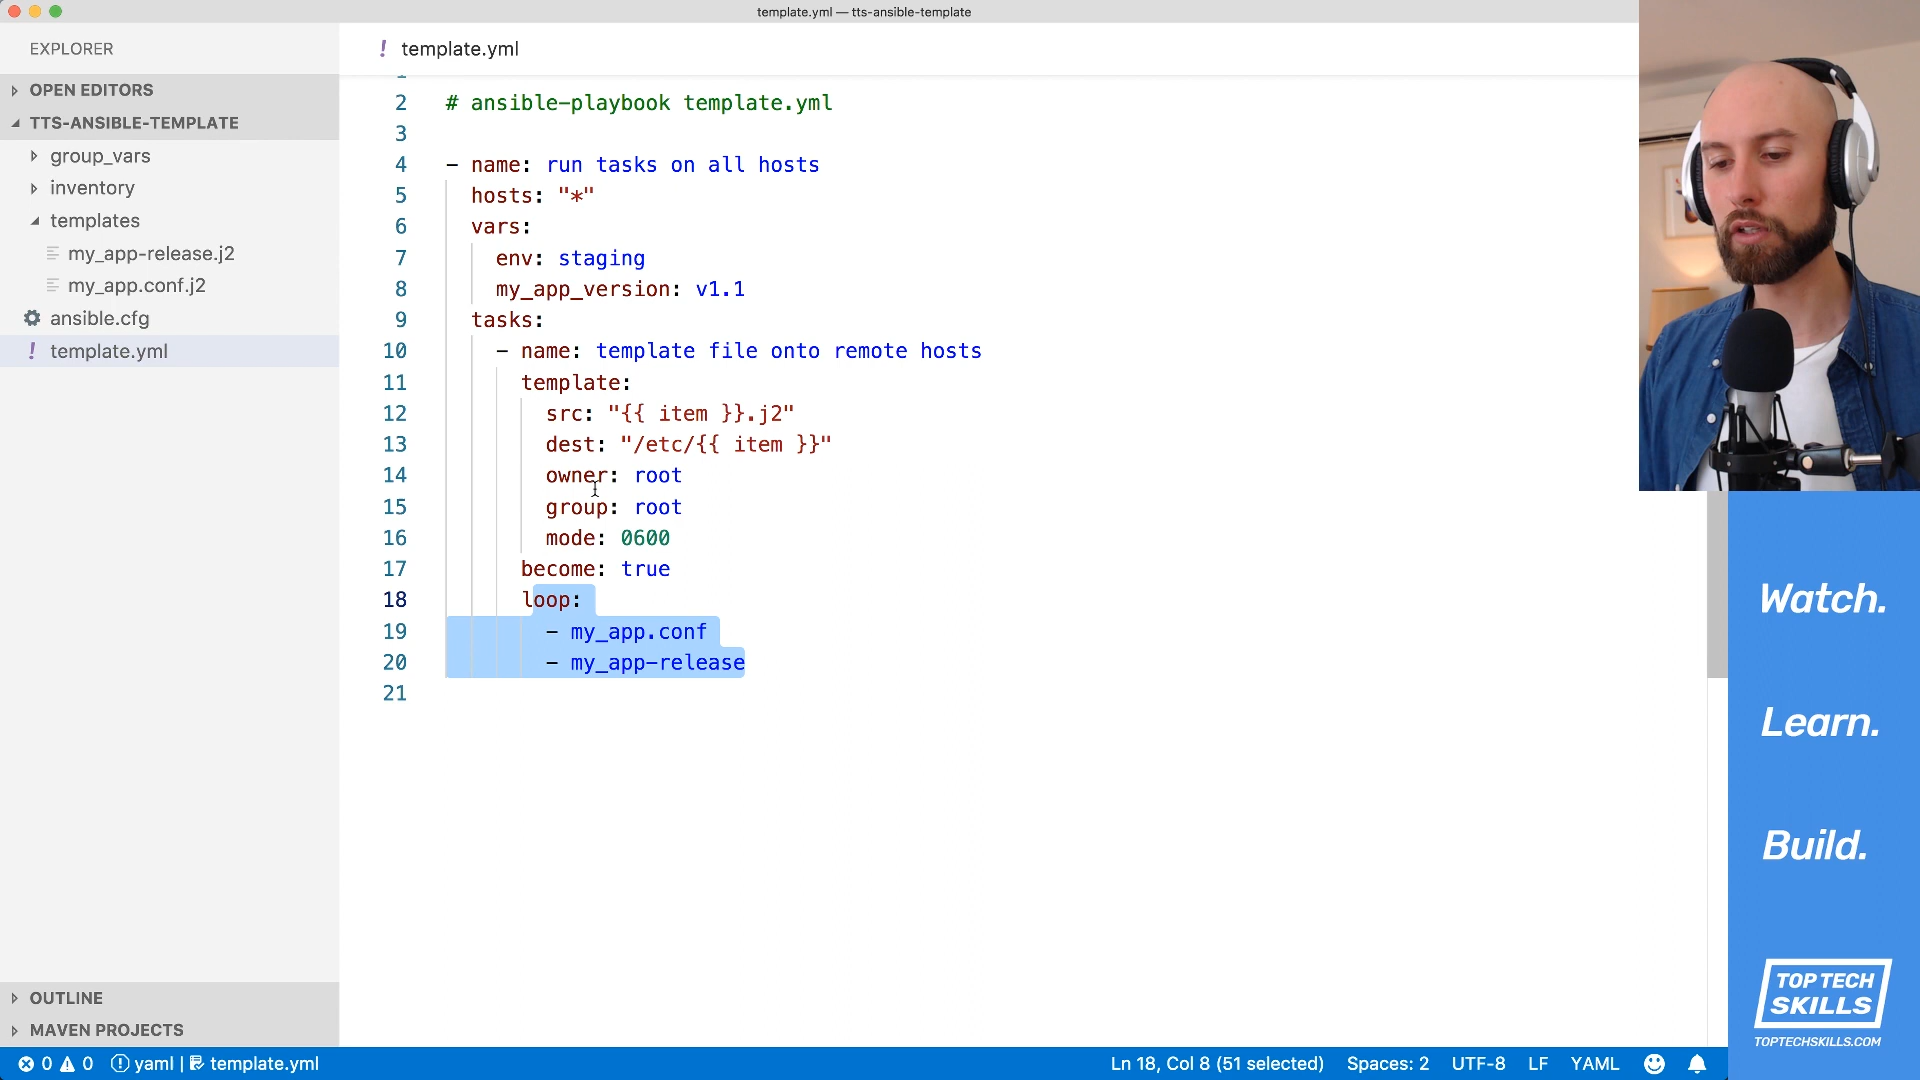 template.yml — tts-ansible-template
EXPLORER
OPEN EDITORS
TTS-ANSIBLE-TEMPLATE
group_vars
inventory
templates
my_app-release.j2
my_app.conf.j2
ansible.cfg
! template.yml
OUTLINE
MAVEN PROJECTS
! template.yml
1
2 # ansible-playbook template.yml
3
4 - name: run tasks on all hosts
5 hosts: "*"
6 vars:
7 env: staging
8 my_app_version: v1.1
9 tasks:
10 - name: template file onto remote hosts
11 template:
12 src: "{{ item }}.j2"
13 dest: "/etc/{{ item }}"
14 owner: root
15 group: root
16 mode: 0600
17 become: true
18 loop:
19 - my_app.conf
20 - my_app-release
21
Watch.
Learn.
Build.
TOP TECH
SKILLS
TOPTECHSKILLS.COM
0 0 yaml | template.yml Ln 18, Col 8 (51 selected) Spaces: 2 UTF-8 LF YAML